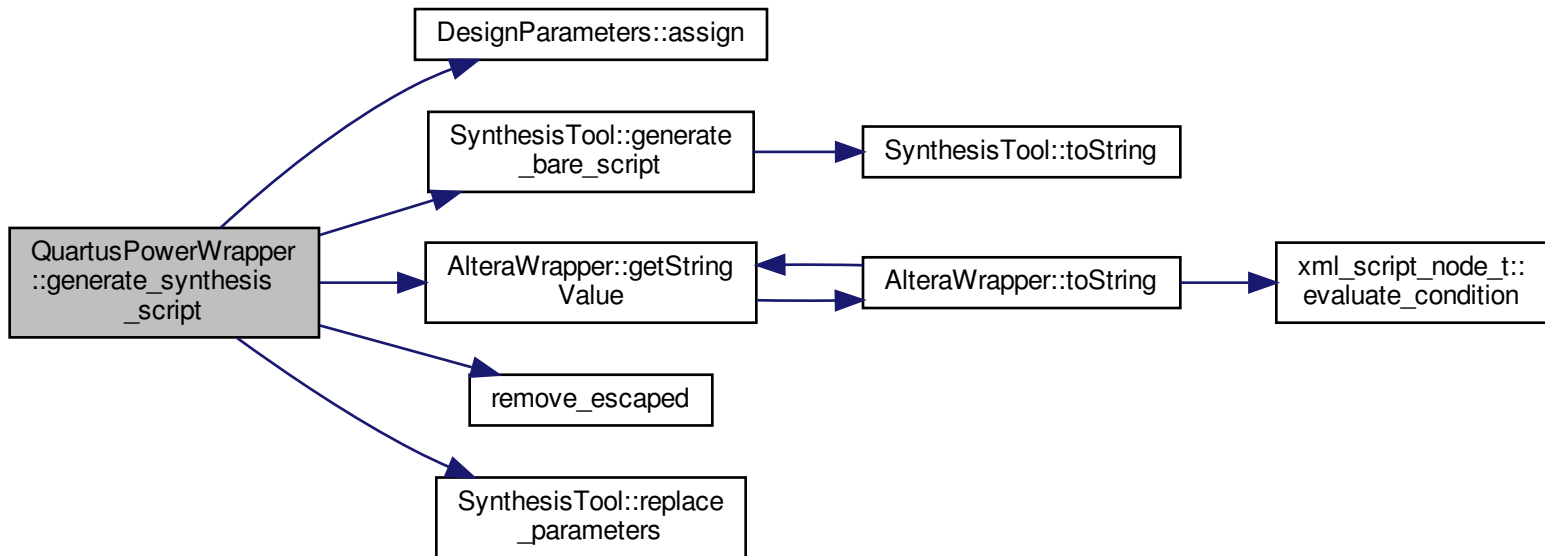 DesignParameters::assign
SynthesisTool::generate
_bare_script
SynthesisTool::toString
QuartusPowerWrapper
::generate_synthesis
_script
AlteraWrapper::getString
Value
AlteraWrapper::toString
xml_script_node_t::
evaluate_condition
remove_escaped
SynthesisTool::replace
_parameters